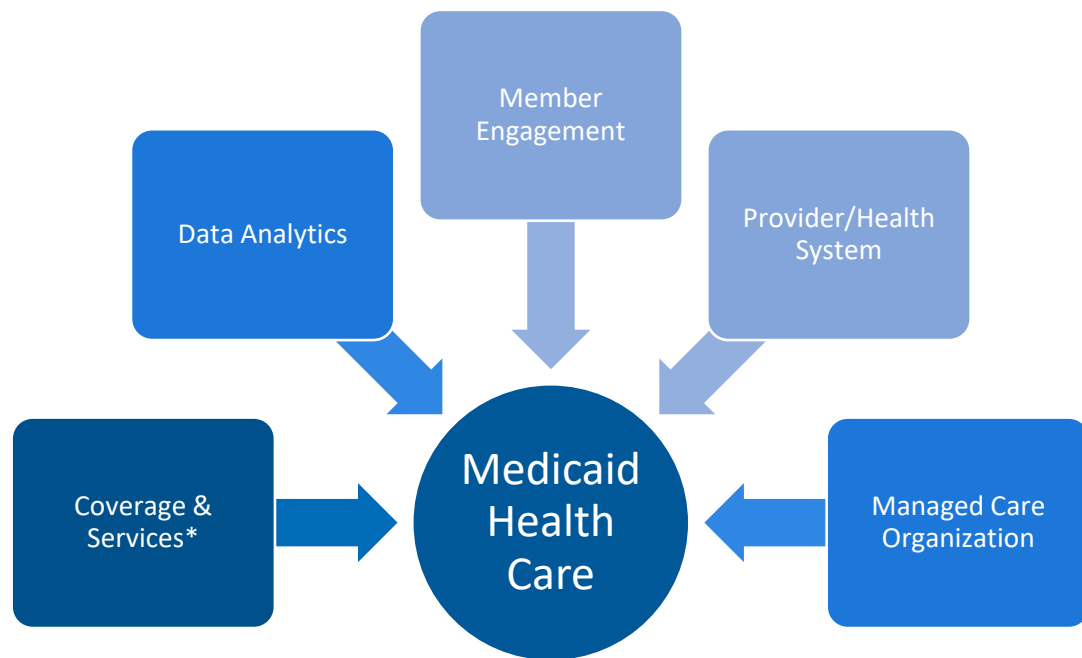 Member
Engagement
Data Analytics
Provider/Health
System
Coverage &
Services*
Medicaid
Health
Care
Managed Care
Organization